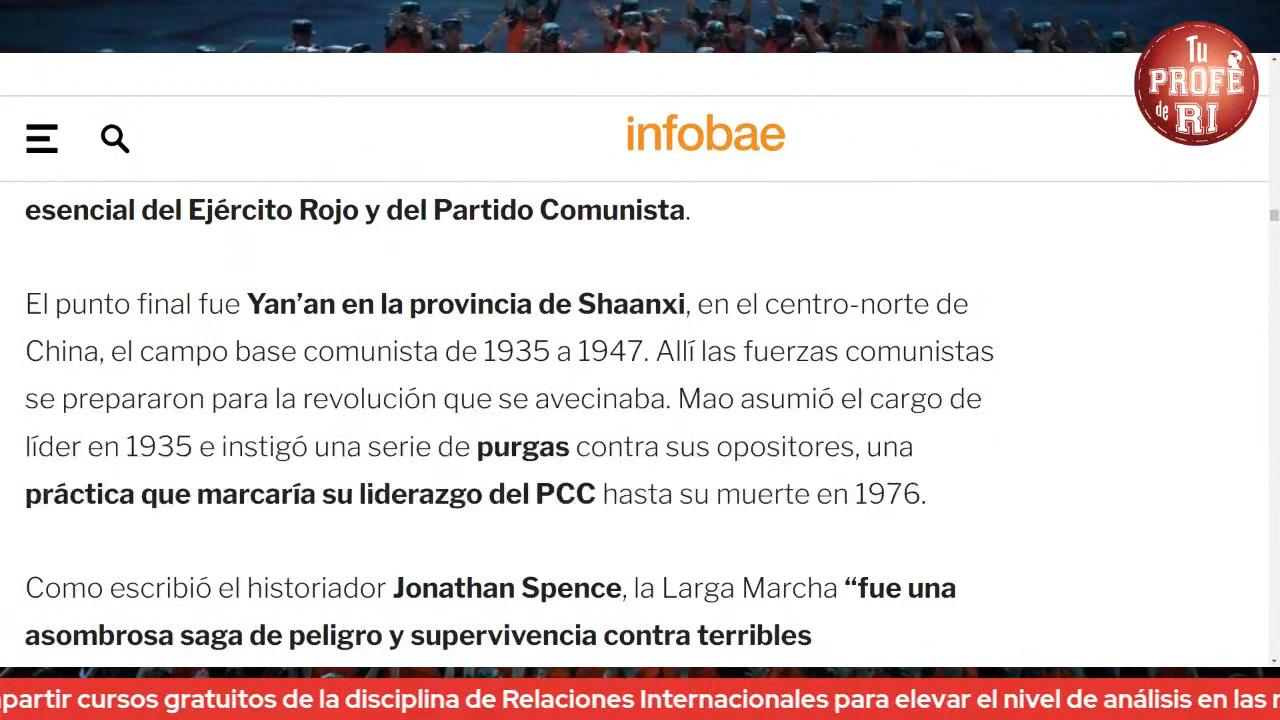 Tu
PROFE
de RI
infobae
esencial del Ejército Rojo y del Partido Comunista.
El punto final fue Yan’an en la provincia de Shaanxi, en el centro-norte de
China, el campo base comunista de 1935 a 1947. Allí las fuerzas comunistas
se prepararon para la revolución que se avecinaba. Mao asumió el cargo de
líder en 1935 e instigó una serie de purgas contra sus opositores, una
práctica que marcaría su liderazgo del PCC hasta su muerte en 1976.
Como escribió el historiador Jonathan Spence, la Larga Marcha “fue una
asombrosa saga de peligro y supervivencia contra terribles
partir cursos gratuitos de la disciplina de Relaciones Internacionales para elevar el nivel de análisis en las